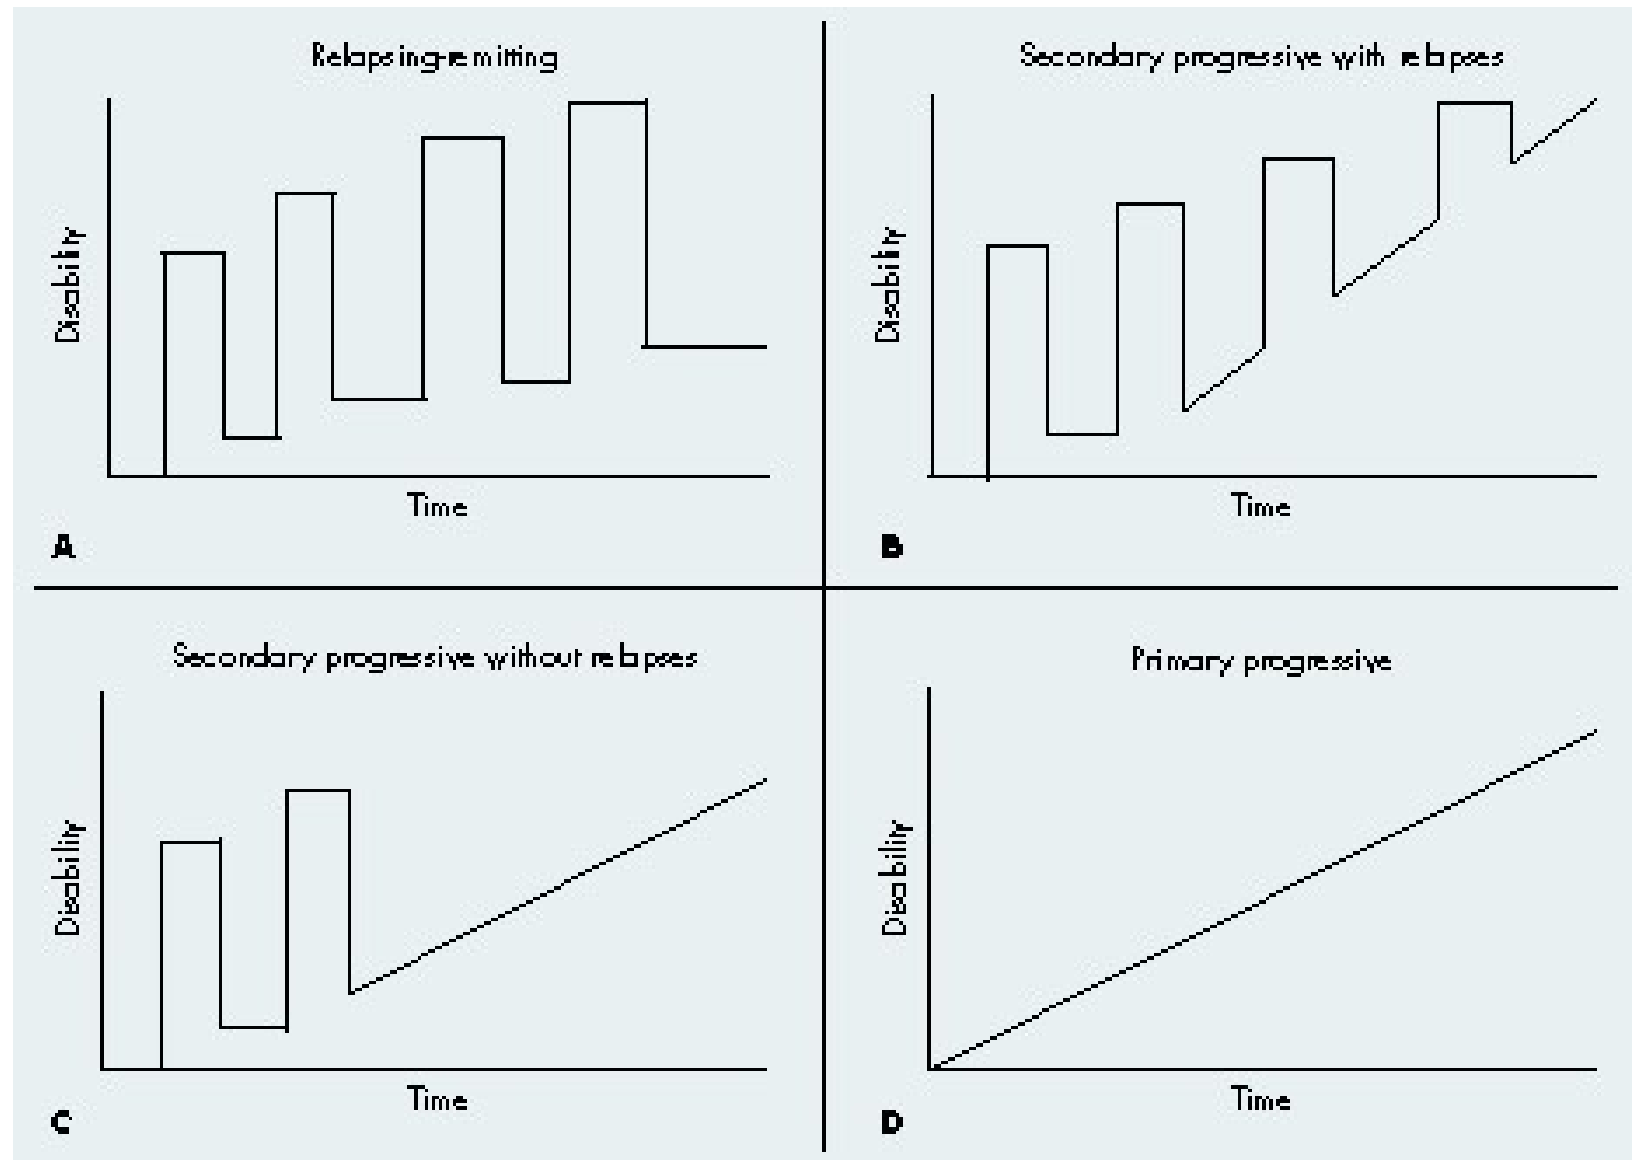 Relapsing-remitting
Disability
Time
A
Secondary progressive with relapses
Disability
Time
B
Secondary progressive without relapses
Disability
Time
C
Primary progressive
Disability
Time
D